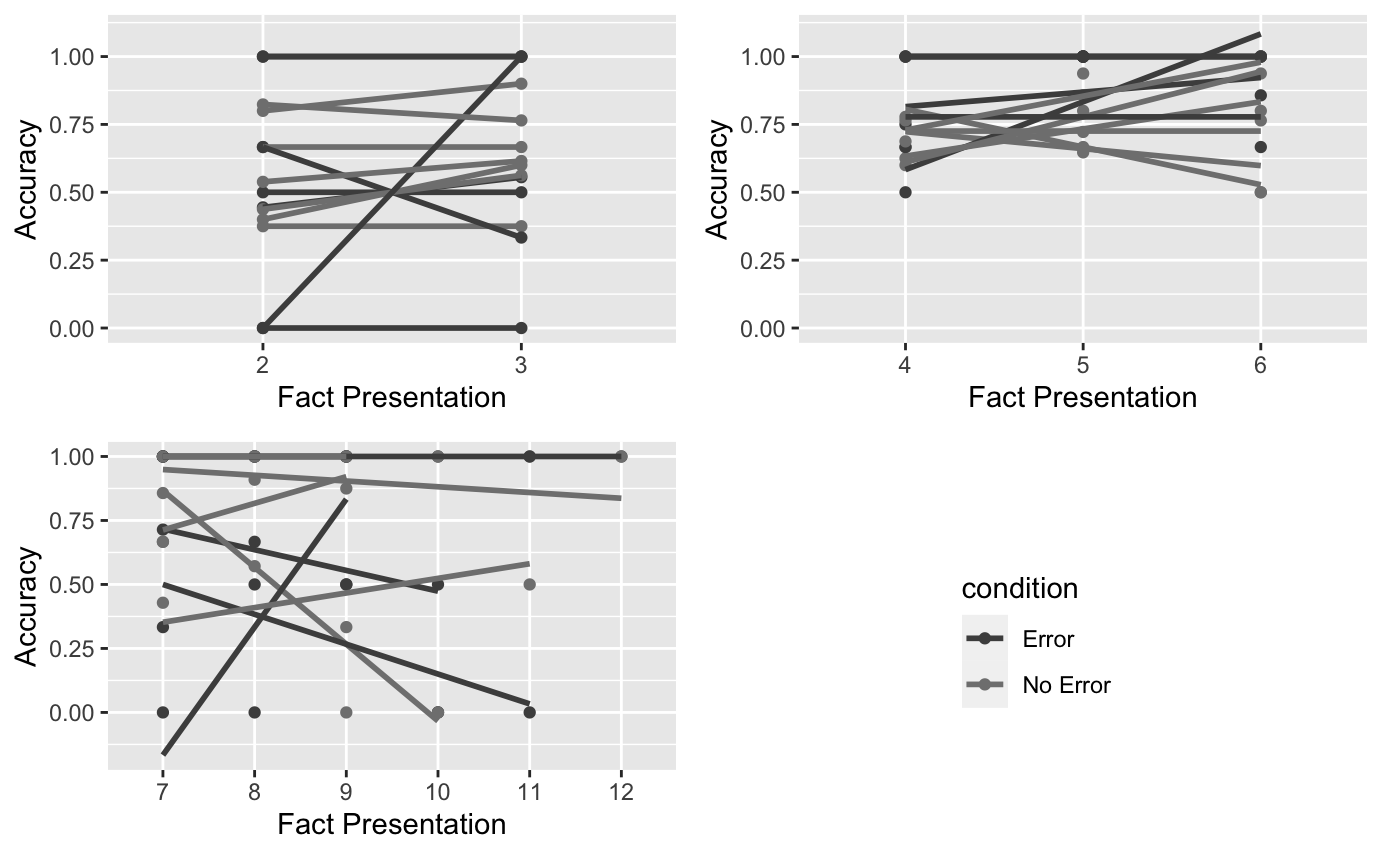 Accuracy
1.00
0.75
0.50
0.25
0.00
2 3
Fact Presentation
Accuracy
1.00
0.75
0.50
0.25
0.00
4 5 6
Fact Presentation
Accuracy
1.00
0.75
0.50
0.25
0.00
7 8 9 10 11 12
Fact Presentation
condition
Error
No Error